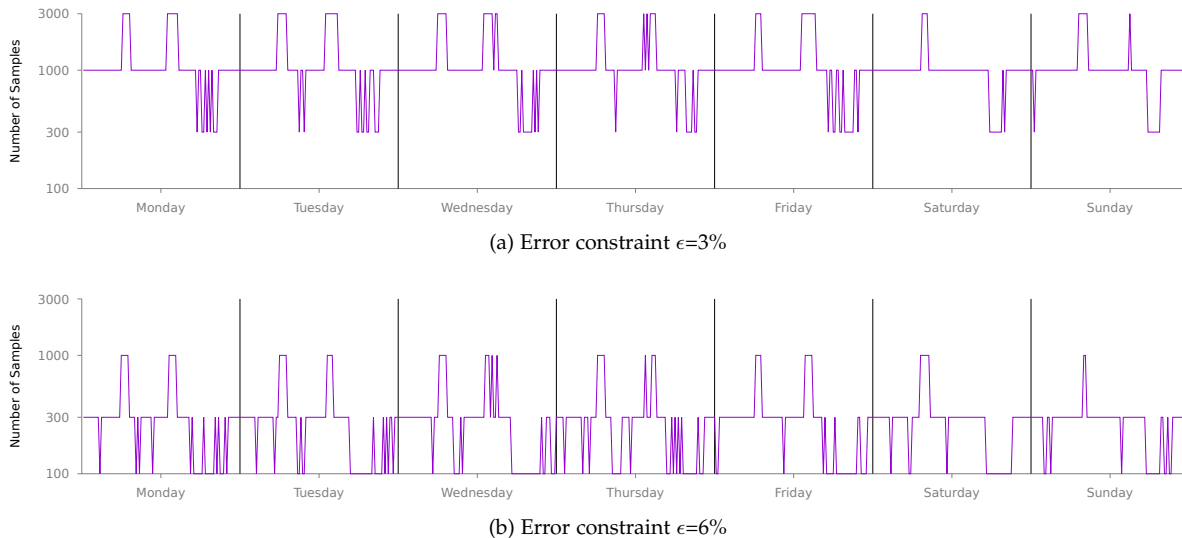 Number of Samples
3000
1000
300
100
Monday Tuesday Wednesday Thursday Friday Saturday Sunday
(a) Error constraint ϵ=3%
Number of Samples
3000
1000
300
100
Monday Tuesday Wednesday Thursday Friday Saturday Sunday
(b) Error constraint ϵ=6%